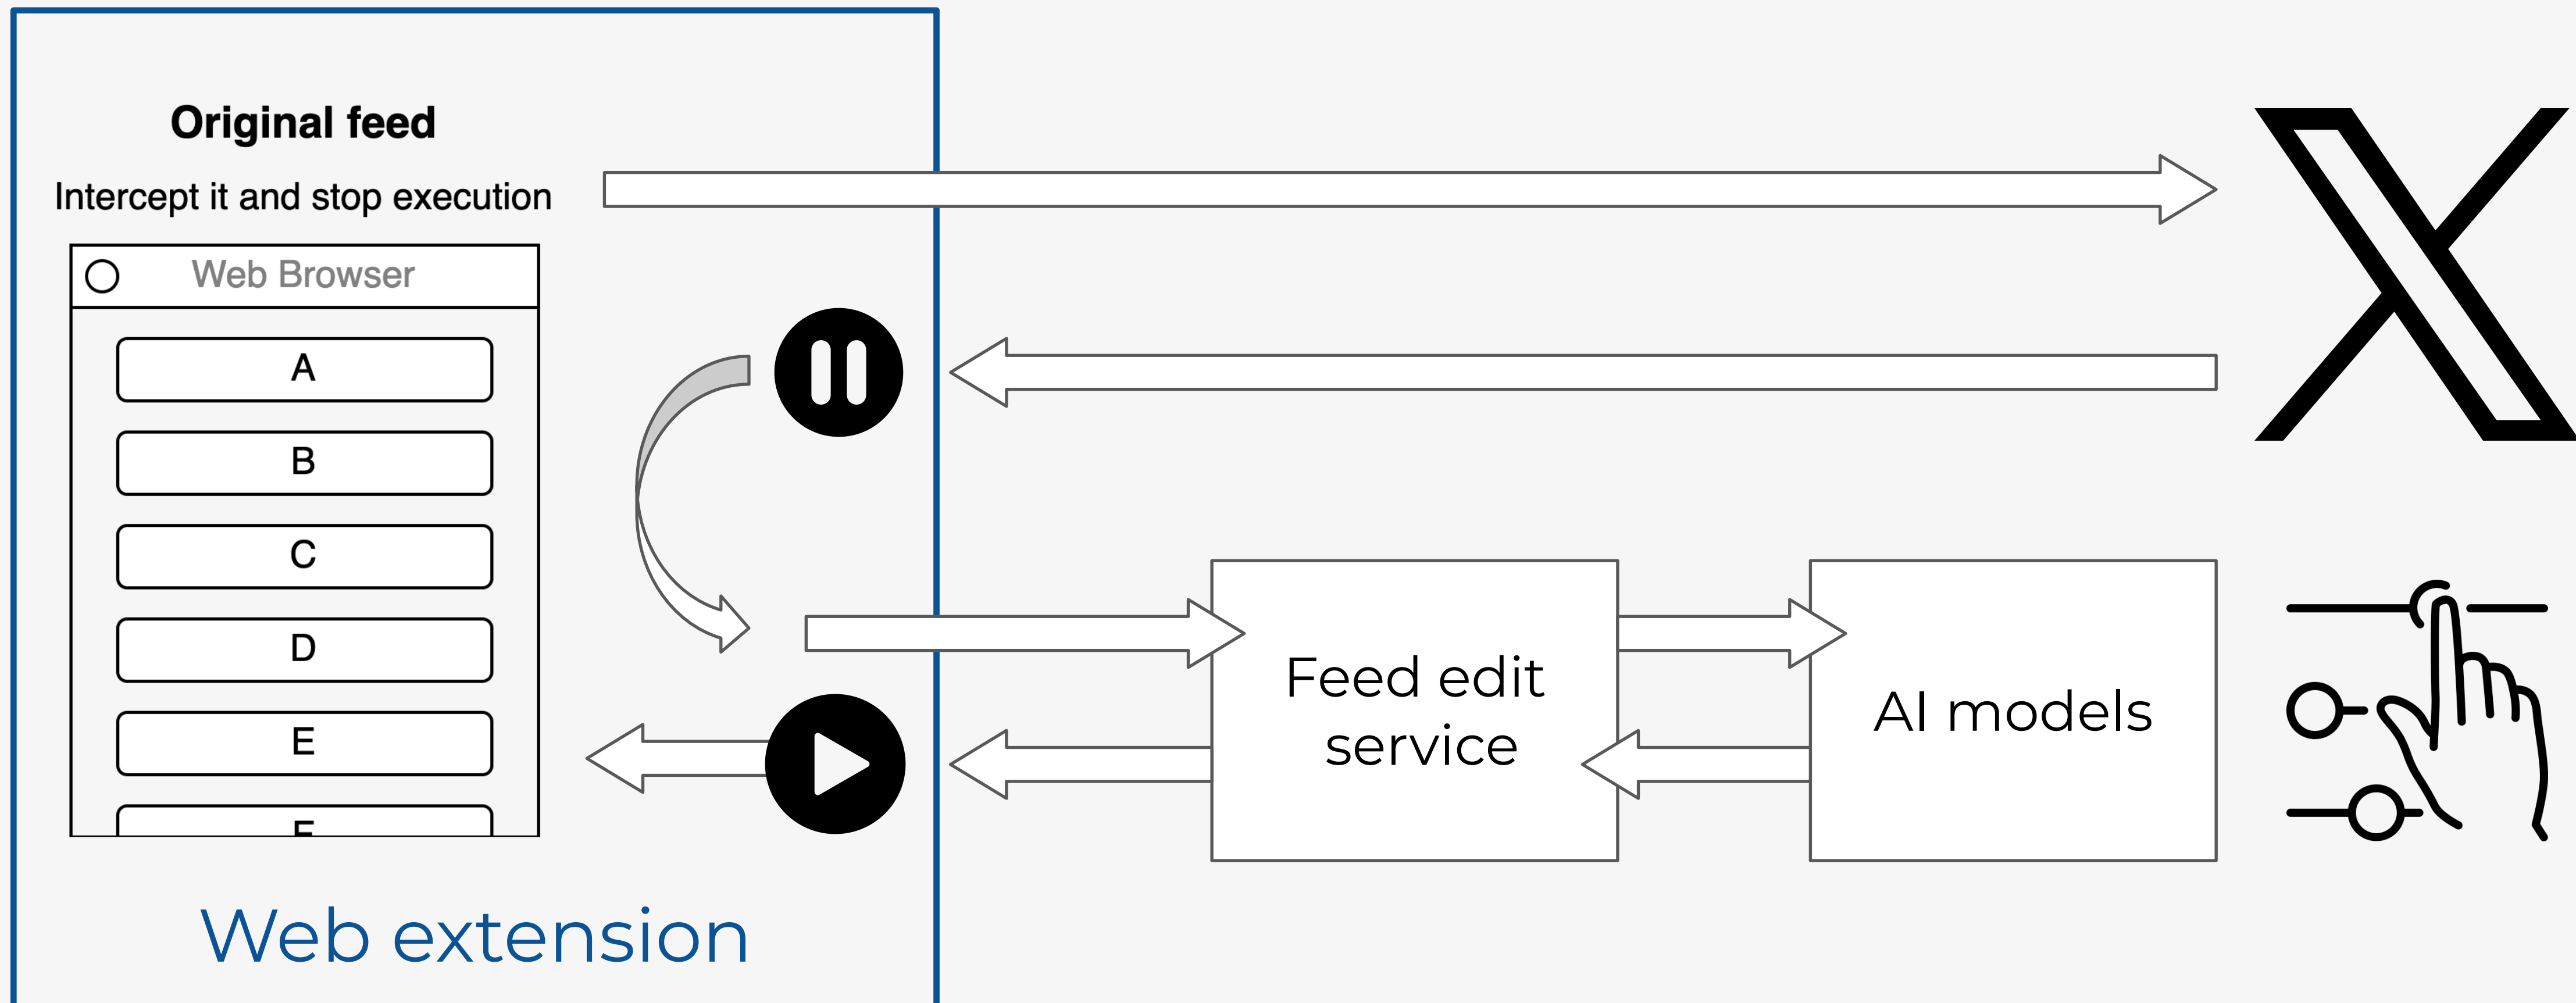 Original feed
Intercept it and stop execution
Web Browser
A
B
C
D
E
Feed edit
service
AI models
Web extension